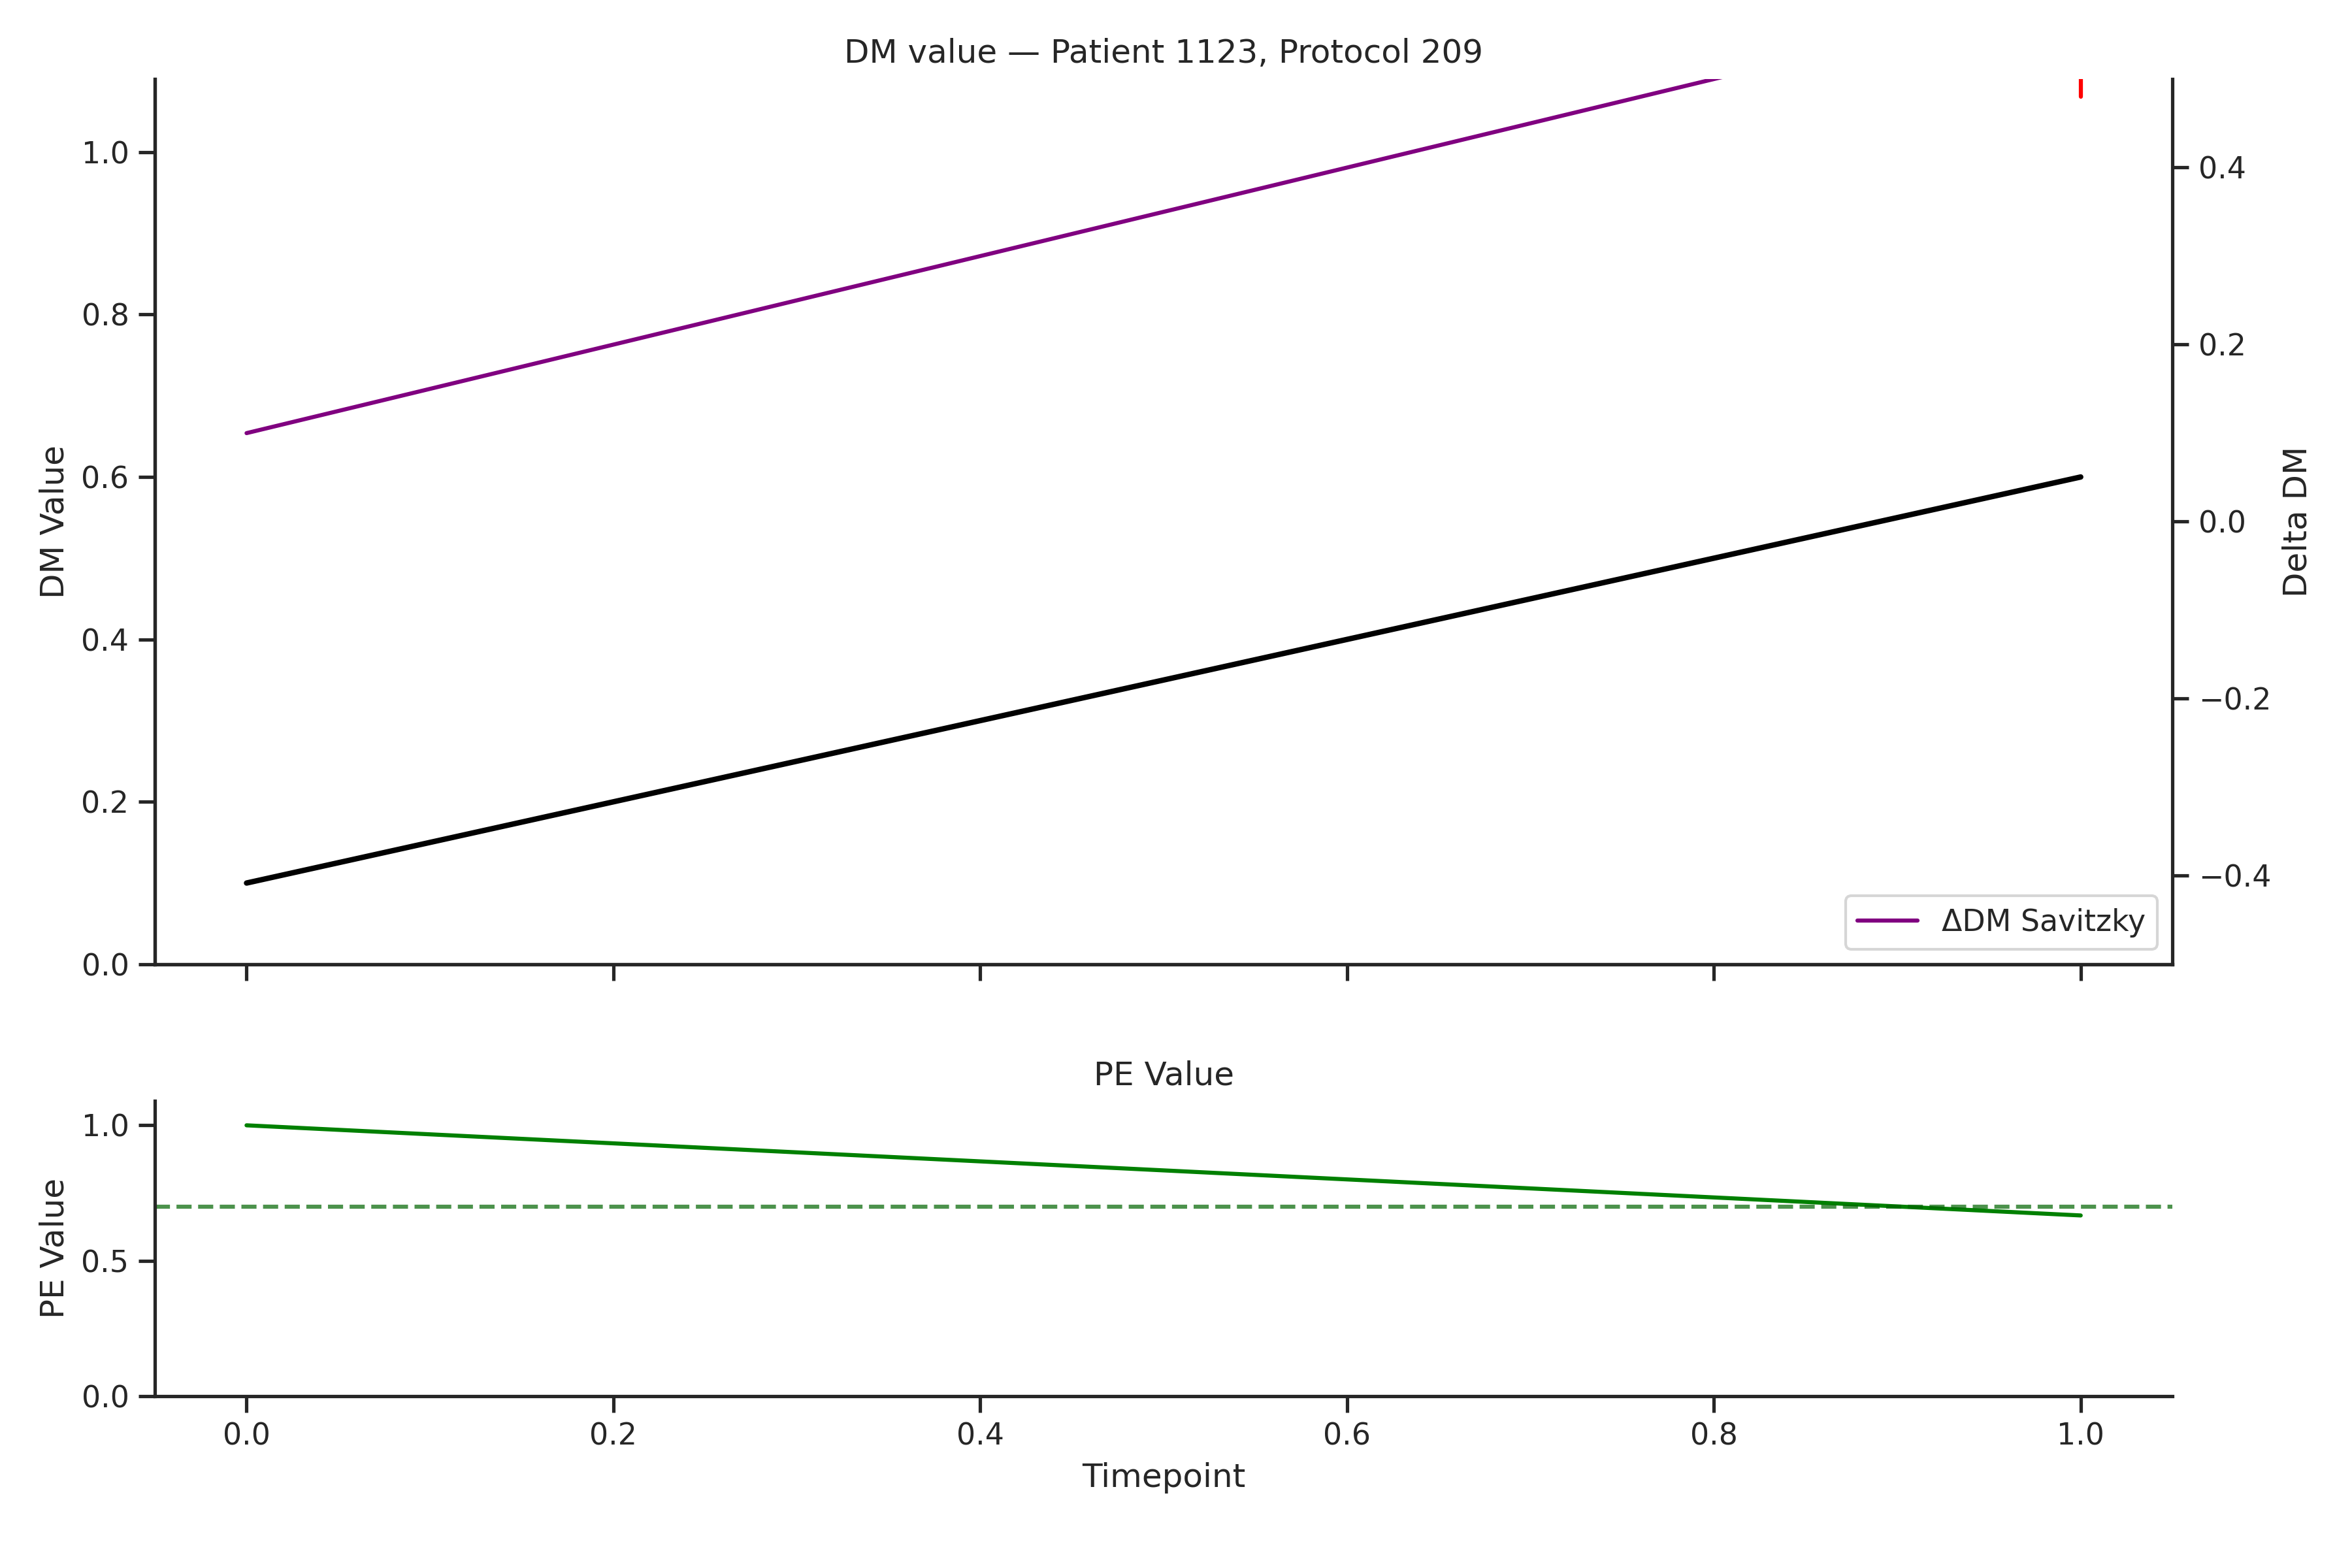 DM value — Patient 1123, Protocol 209
1.0
0.8
0.6
0.4
0.2
0.0
DM Value
0.4
0.2
0.0
−0.2
−0.4
Delta DM
ΔDM Savitzky
PE Value
1.0
0.5
0.0
PE Value
0.0 0.2 0.4 0.6 0.8 1.0
Timepoint